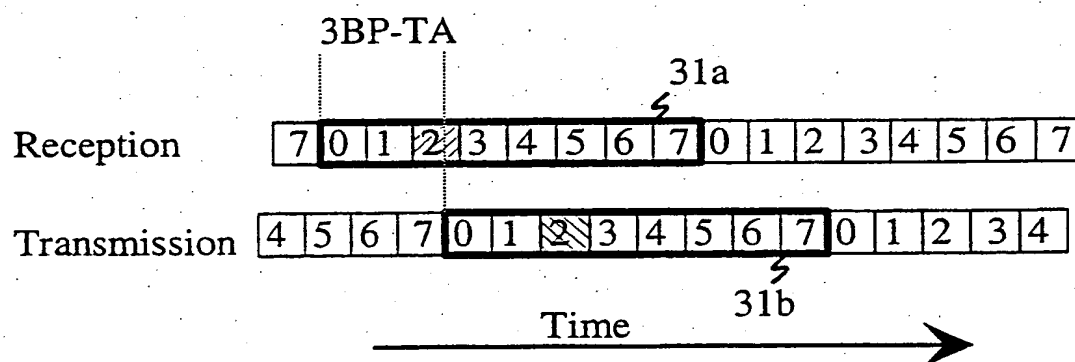 3BP-TA
31a
Reception 7 0 1 2 3 4 5 6 7 0 1 2 3 4 5 6 7
Transmission 4 5 6 7 0 1 2 3 4 5 6 7 0 1 2 3 4
31b
Time